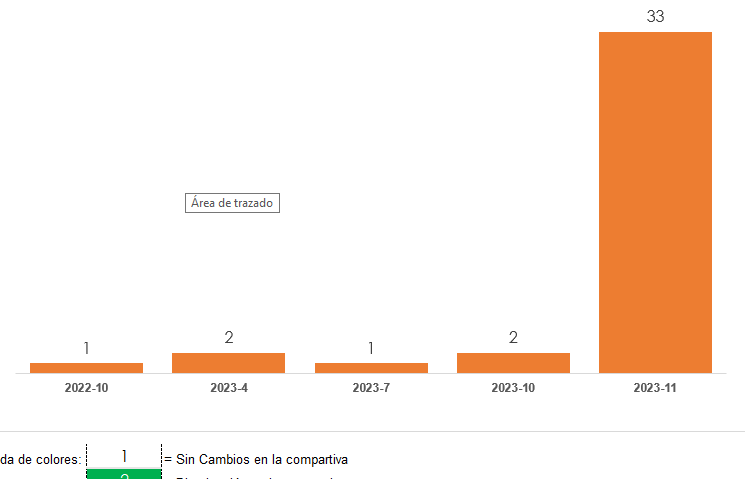 33
Área de trazado
1 2 1 2
2022-10 2023-4 2023-7 2023-10 2023-11
da de colores: 1 = Sin Cambios en la compartiva